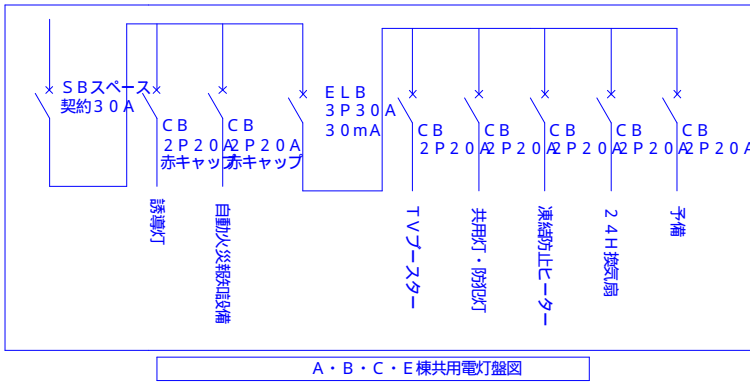 SBスペース
契約30A
CB
2P20A
赤キャップ
CB
2P20A
赤キャップ
ELB
3P30A
30mA
CB
2P20A
CB
2P20A
CB
2P20A
CB
2P20A
CB
2P20A
誘導灯
自動火災報知設備
TVブースター
共用灯・防犯灯
凍結防止ヒーター
24H換気扇
予備
A・B・C・E棟共用電灯盤図